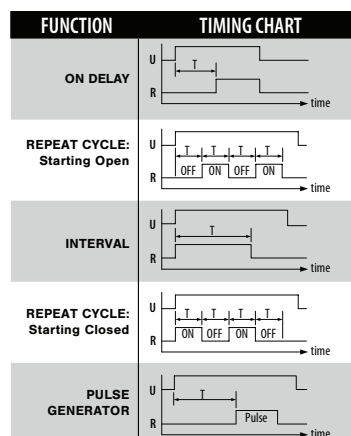 FUNCTION TIMING CHART
ON DELAY
U
T
R
time
REPEAT CYCLE:
Starting Open
U
T T T T
OFF ON OFF ON
R
time
INTERVAL
U
T
R
time
REPEAT CYCLE:
Starting Closed
U
T T T T
ON OFF ON OFF
R
time
PULSE
GENERATOR
U
T
Pulse
R
time